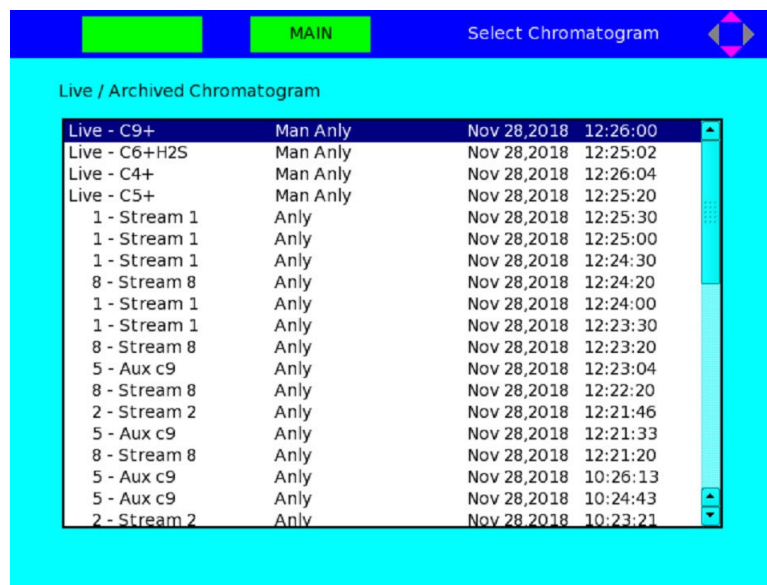 MAIN Select Chromatogram
Live / Archived Chromatogram
Live - C9+ Man Anly Nov 28,2018 12:26:00
Live - C6+H2S Man Anly Nov 28,2018 12:25:02
Live - C4+ Man Anly Nov 28,2018 12:26:04
Live - C5+ Man Anly Nov 28,2018 12:25:20
1 - Stream 1 Anly Nov 28,2018 12:25:30
1 - Stream 1 Anly Nov 28,2018 12:25:00
1 - Stream 1 Anly Nov 28,2018 12:24:30
8 - Stream 8 Anly Nov 28,2018 12:24:20
1 - Stream 1 Anly Nov 28,2018 12:24:00
1 - Stream 1 Anly Nov 28,2018 12:23:30
8 - Stream 8 Anly Nov 28,2018 12:23:20
5 - Aux c9 Anly Nov 28,2018 12:23:04
8 - Stream 8 Anly Nov 28,2018 12:22:20
2 - Stream 2 Anly Nov 28,2018 12:21:46
5 - Aux c9 Anly Nov 28,2018 12:21:33
8 - Stream 8 Anly Nov 28,2018 12:21:20
5 - Aux c9 Anly Nov 28,2018 10:26:13
5 - Aux c9 Anly Nov 28,2018 10:24:43
2 - Stream 2 Anly Nov 28,2018 10:23:21